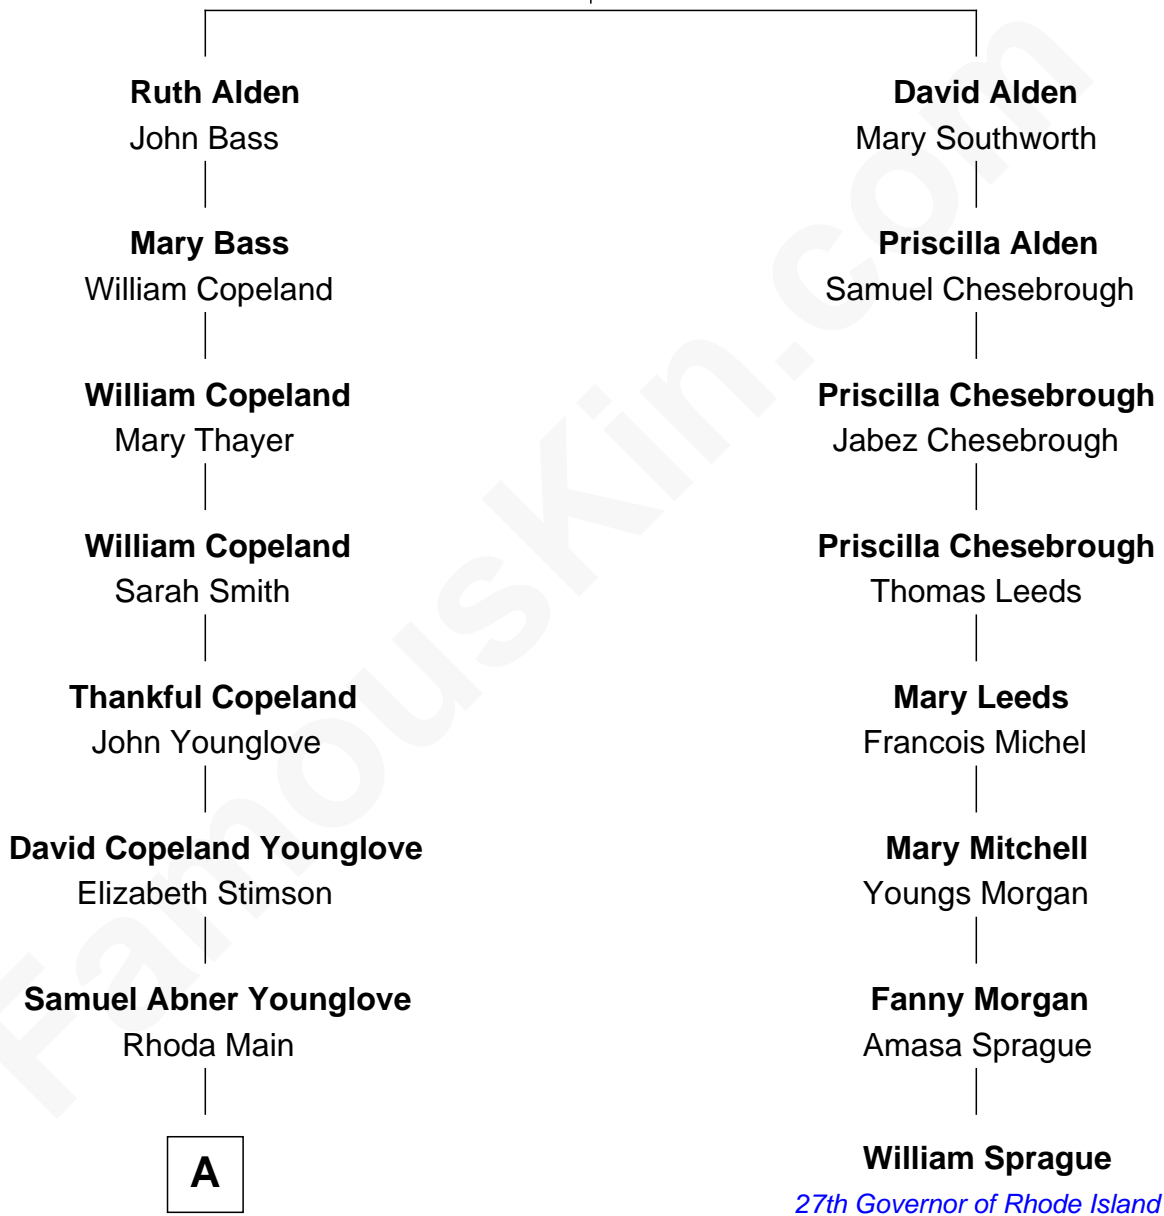 Ruth Alden
John Bass
David Alden
Mary Southworth
Mary Bass
William Copeland
Priscilla Alden
Samuel Chesebrough
William Copeland
Mary Thayer
Priscilla Chesebrough
Jabez Chesebrough
William Copeland
Sarah Smith
Priscilla Chesebrough
Thomas Leeds
Thankful Copeland
John Younglove
Mary Leeds
Francois Michel
David Copeland Younglove
Elizabeth Stimson
Mary Mitchell
Youngs Morgan
Samuel Abner Younglove
Rhoda Main
Fanny Morgan
Amasa Sprague
A
William Sprague
27th Governor of Rhode Island
FamousKin.com